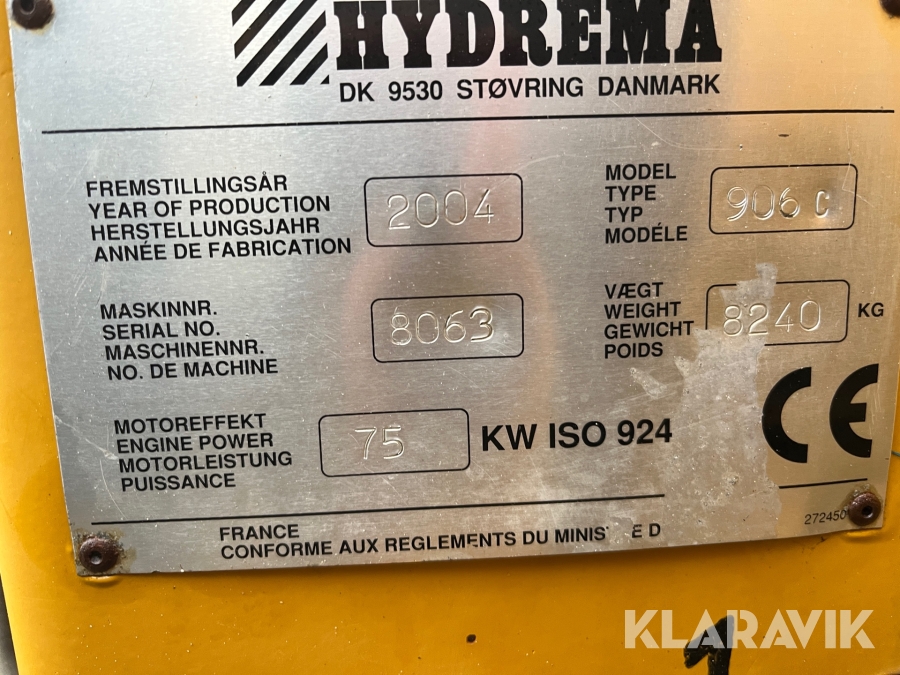 HYDREMA
DK 9530 STØVRING DANMARK
FREMSTILLINGSÅR
YEAR OF PRODUCTION
HERSTELLUNGSJAHR
ANNÉE DE FABRICATION
2004
MODEL
TYPE
TYP
MODÉLE
906 C
MASKINNR.
SERIAL NO.
MASCHINENNR.
NO. DE MACHINE
8063
VÆGT
WEIGHT
GEWICHT
POIDS
8240 KG
MOTOREFFEKT
ENGINE POWER
MOTORLEISTUNG
PUISSANCE
75 KW ISO 924
CE
FRANCE
CONFORME AUX REGLEMENTS DU
272450
KLARAVIK
1